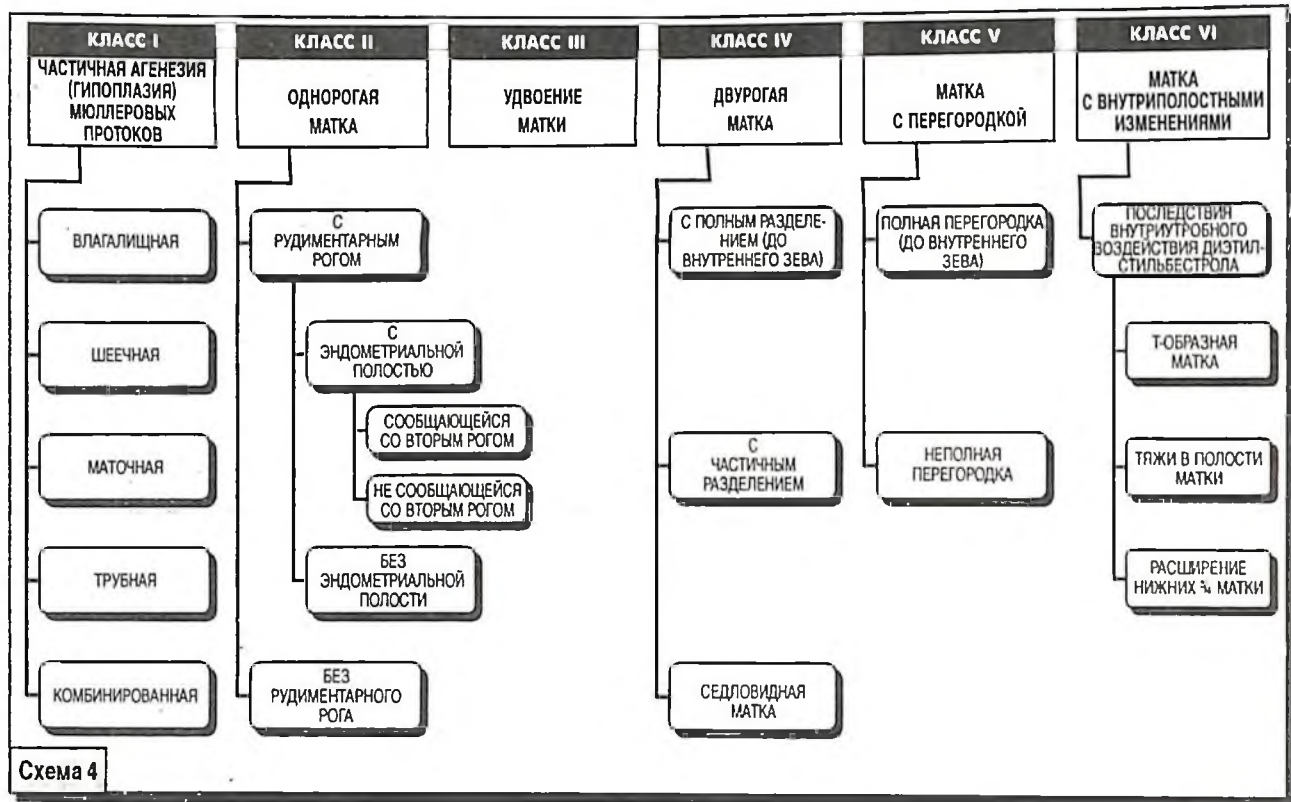 КЛАСС I
ЧАСТИЧНАЯ АГЕНЕЗИЯ
(ГИПОПЛАЗИЯ)
МЮЛЛЕРОВЫХ
ПРОТОКОВ
ВЛАГАЛИЩНАЯ
ШЕЕЧНАЯ
МАТОЧНАЯ
ТРУБНАЯ
КОМБИНИРОВАННАЯ
КЛАСС II
ОДНОРОГАЯ
МАТКА
С
РУДИМЕНТАРНЫМ
РОГОМ
С
ЭНДОМЕТРИАЛЬНОЙ
ПОЛОСТЬЮ
СООБЩАЮЩЕЙСЯ
СО ВТОРЫМ РОГОМ
НЕ СООБЩАЮЩЕЙСЯ
СО ВТОРЫМ РОГОМ
БЕЗ
ЭНДОМЕТРИАЛЬНОЙ
ПОЛОСТИ
БЕЗ
РУДИМЕНТАРНОГО
РОГА
КЛАСС III
УДВОЕНИЕ
МАТКИ
КЛАСС IV
ДВУРОГАЯ
МАТКА
С ПОЛНЫМ РАЗДЕЛЕ-
НИЕМ (ДО
ВНУТРЕННЕГО ЗЕВА)
С
ЧАСТИЧНЫМ
РАЗДЕЛЕНИЕМ
СЕДЛОВИДНАЯ
МАТКА
КЛАСС V
МАТКА
С ПЕРЕГОРОДКОЙ
ПОЛНАЯ ПЕРЕГОРОДКА
(ДО ВНУТРЕННЕГО
ЗЕВА)
НЕПОЛНАЯ
ПЕРЕГОРОДКА
КЛАСС VI
МАТКА
С ВНУТРИПОЛОСТНЫМИ
ИЗМЕНЕНИЯМИ
ПОСЛЕДСТВИЯ
ВНУТРИУТРОБНОГО
ВОЗДЕЙСТВИЯ ДИЭТИЛ-
СТИЛЬБЕСТРОЛА
Т-ОБРАЗНАЯ
МАТКА
ТЯЖИ В ПОЛОСТИ
МАТКИ
РАСШИРЕНИЕ
НИЖНИХ МАТКИ
Схема 4